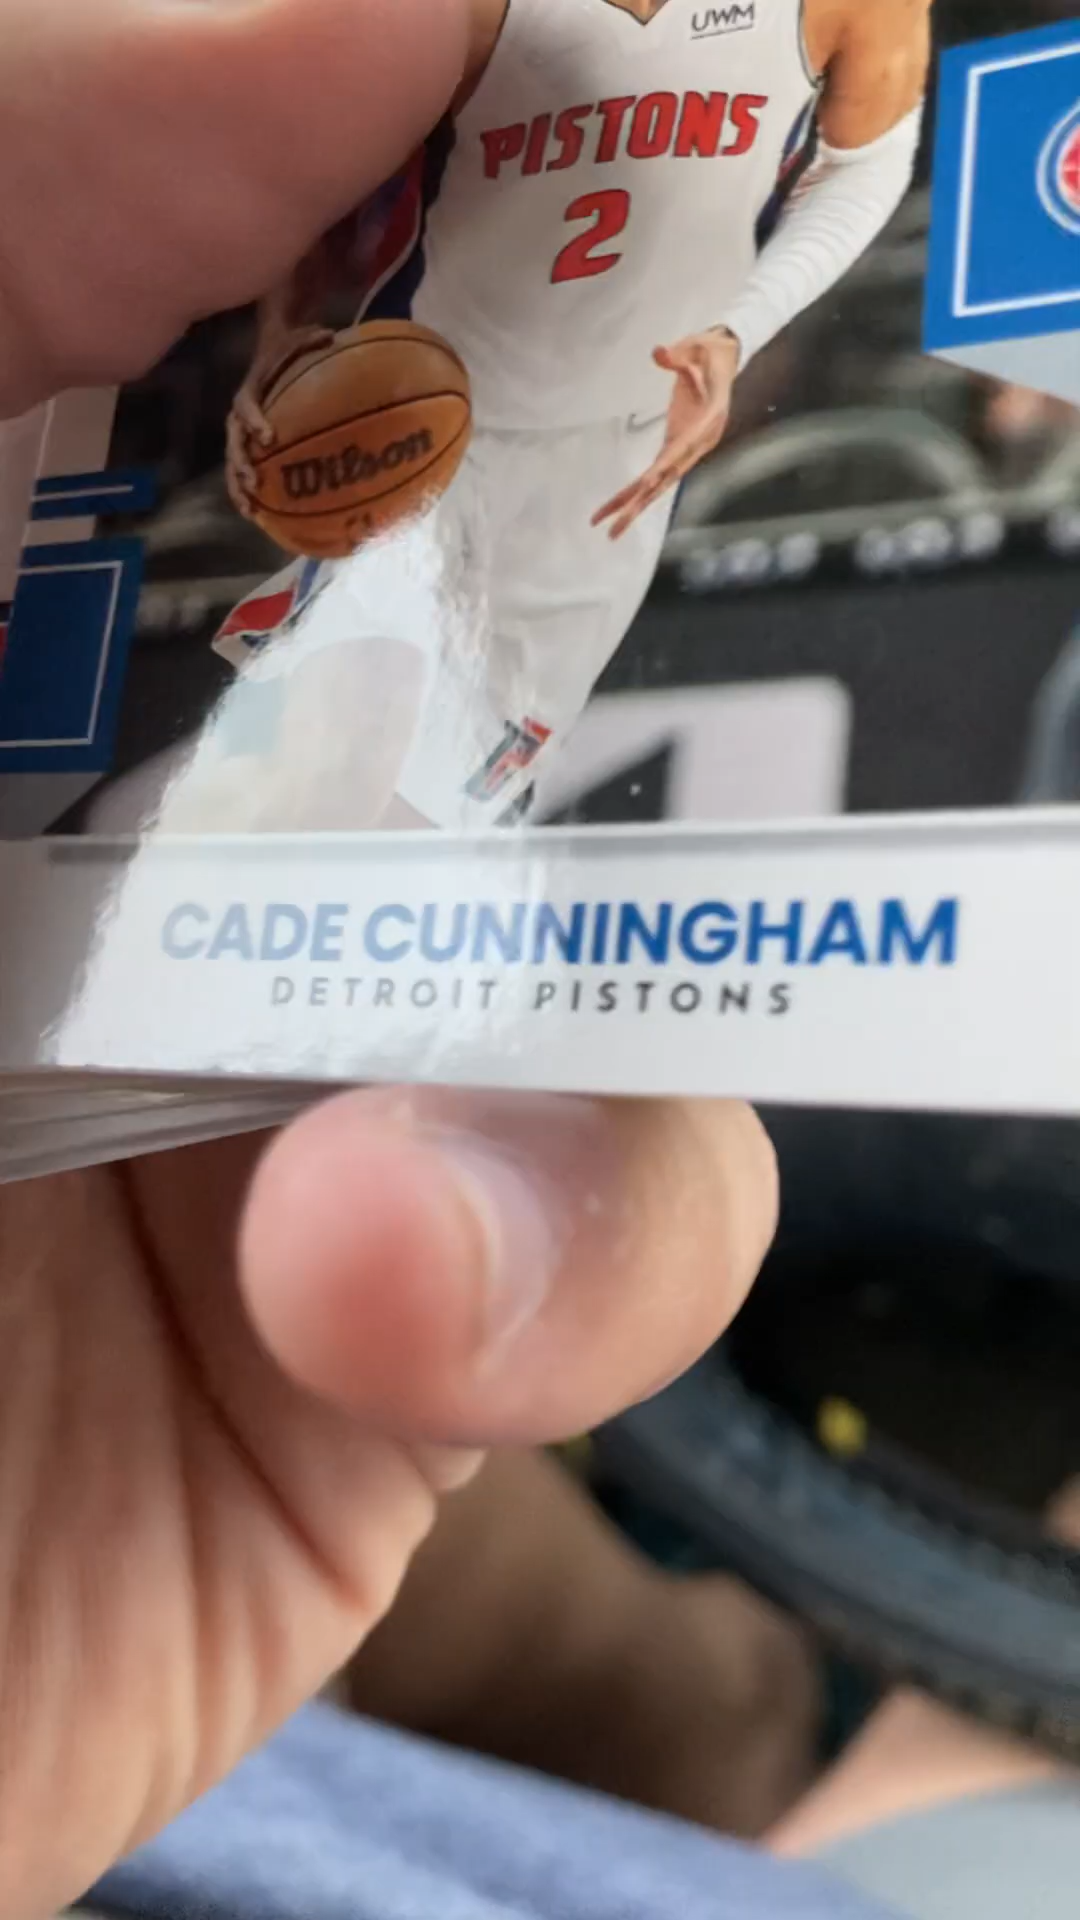 UWM
PISTONS
2
Wilson
CADE CUNNINGHAM
DETROIT PISTONS